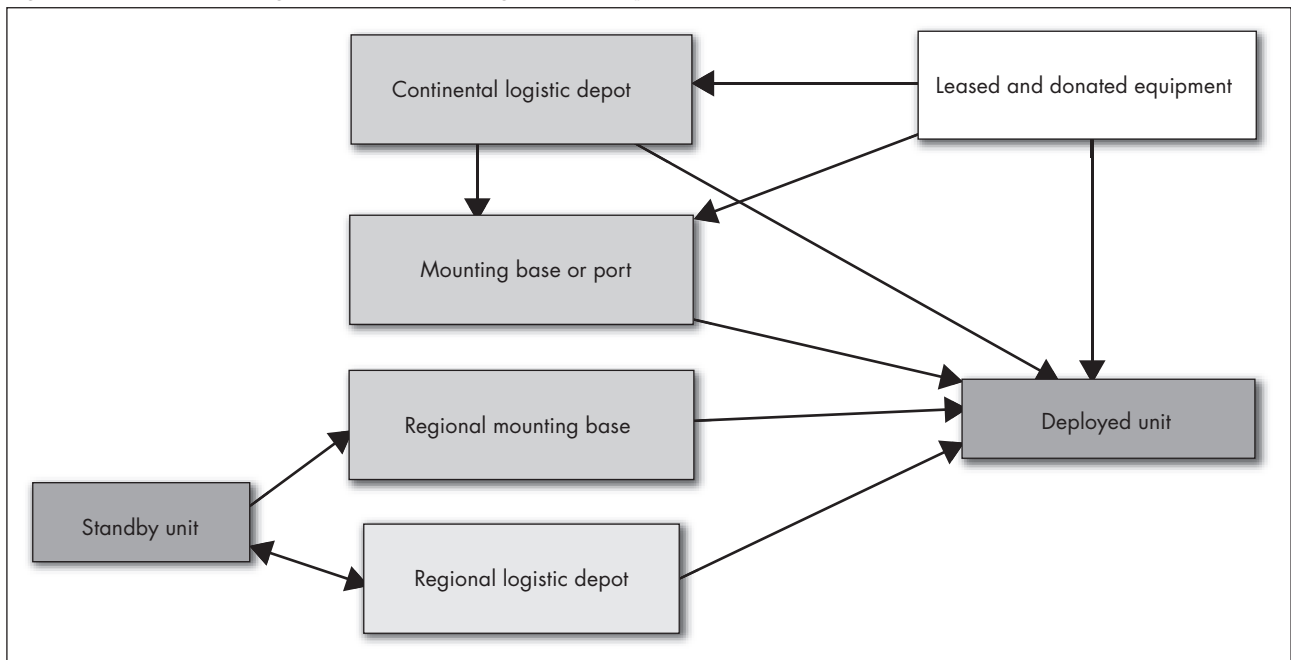 Continental logistic depot
Leased and donated equipment
Mounting base or port
Regional mounting base
Deployed unit
Standby unit
Regional logistic depot